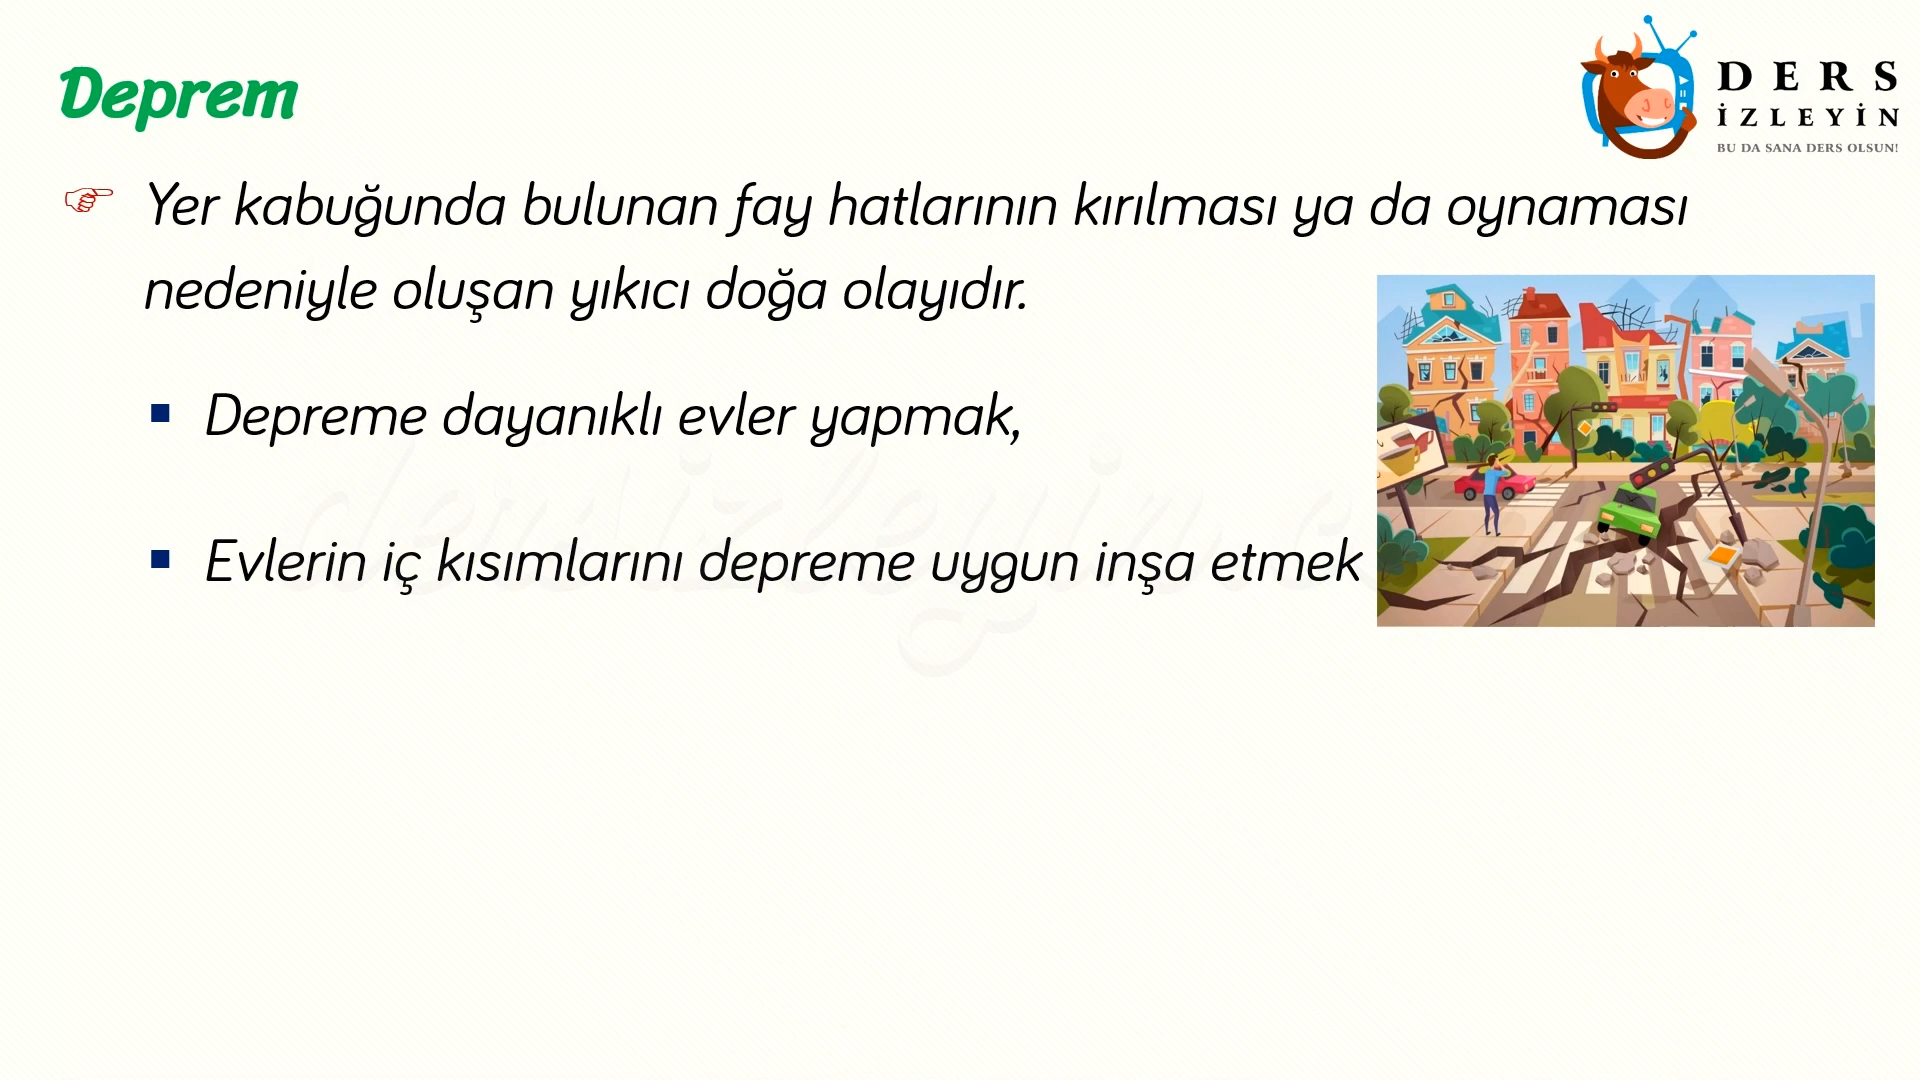 Deprem
DERS
İZLEYİN
BU DA SANA DERS OLSUN!
Yer kabuğunda bulunan fay hatlarının kırılması ya da oynaması
nedeniyle oluşan yıkıcı doğa olayıdır.
Depreme dayanıklı evler yapmak,
Evlerin iç kısımlarını depreme uygun inşa etmek